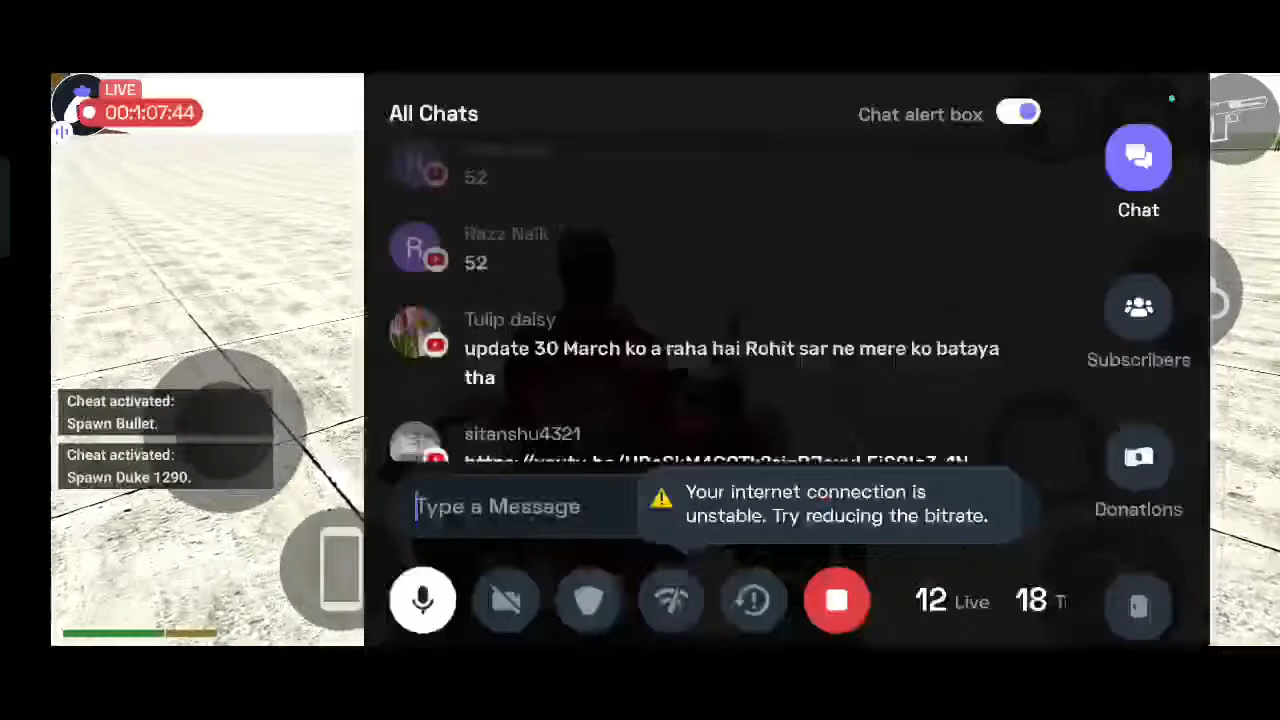 LIVE
00:1:07:44
All Chats
Chat alert box
52
Chat
R
Razz Naik
52
Tulip daisy
update 30 March ko a raha hai Rohit sar ne mere ko bataya
tha
Subscribers
Cheat activated:
Spawn Bullet.
Cheat activated:
Spawn Duke 1290.
sitanshu4321
Type a Message
Your internet connection is
unstable. Try reducing the bitrate.
Donations
12 Live 18